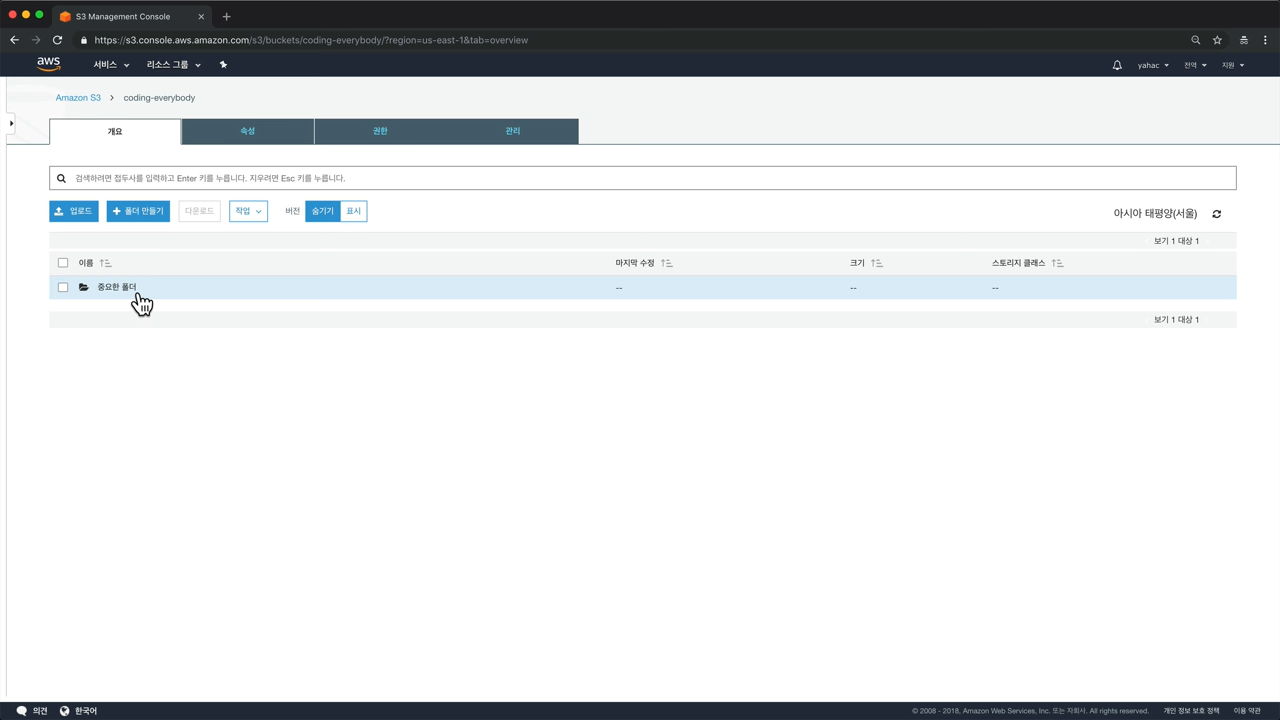 S3 Management Console
https://s3.console.aws.amazon.com/s3/buckets/coding-everybody/?region=us-east-1&tab=overview
aws 서비스 리소스 그룹 yahac 전역 지원
Amazon S3 coding-everybody
개요 속성 권한 관리
검색하려면 접두사를 입력하고 Enter 키를 누릅니다. 지우려면 Esc 키를 누릅니다.
업로드 + 폴더 만들기 다운로드 작업 버전 숨기기 표시 아시아 태평양(서울)
보기 1 대상 1
이름 마지막 수정 크기 스토리지 클래스
중요한 폴더 -- -- --
보기 1 대상 1
의견 한국어 © 2008 - 2018, Amazon Web Services, Inc. 또는 자회사. All rights reserved. 개인 정보 보호 정책 이용 약관